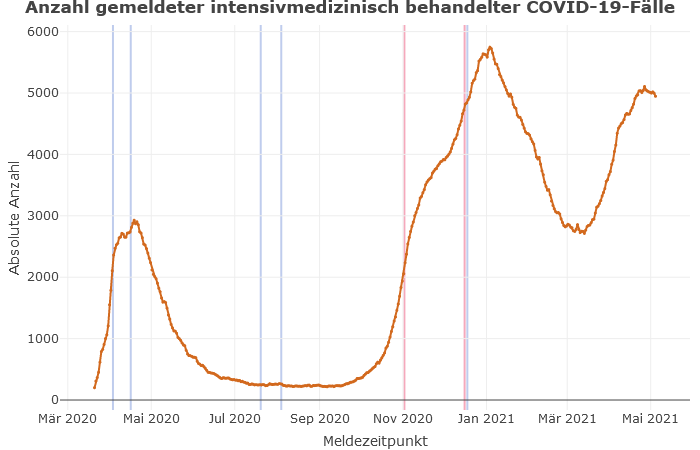 Anzahl gemeldeter intensivmedizinisch behandelter COVID-19-Fälle
6000
5000
4000
3000
2000
1000
0
Absolute Anzahl
Mär 2020 Mai 2020 Jul 2020 Sep 2020 Nov 2020 Jan 2021 Mär 2021 Mai 2021
Meldezeitpunkt